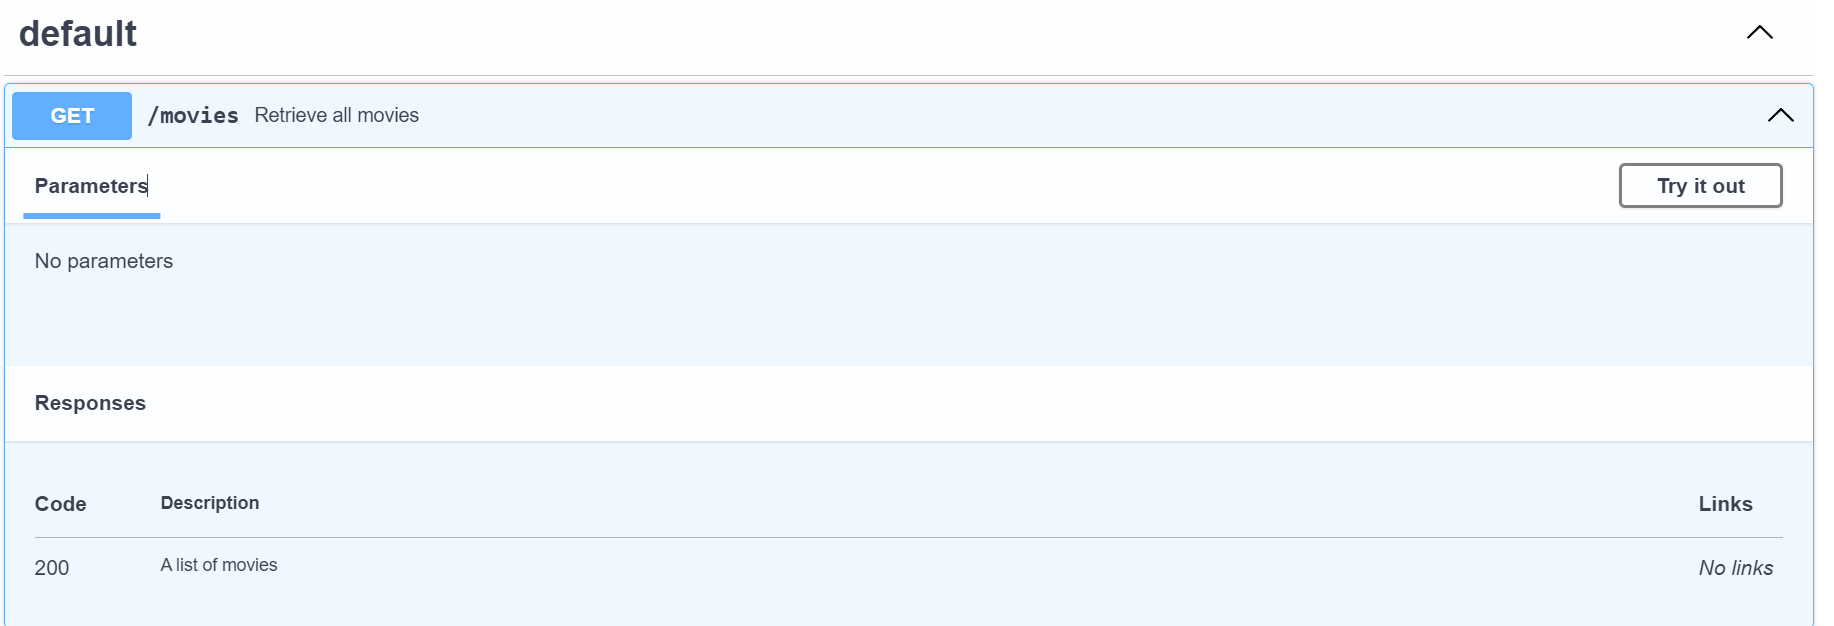 default
GET /movies Retrieve all movies
Parameters Try it out
No parameters
Responses
Code Description Links
200 A list of movies No links